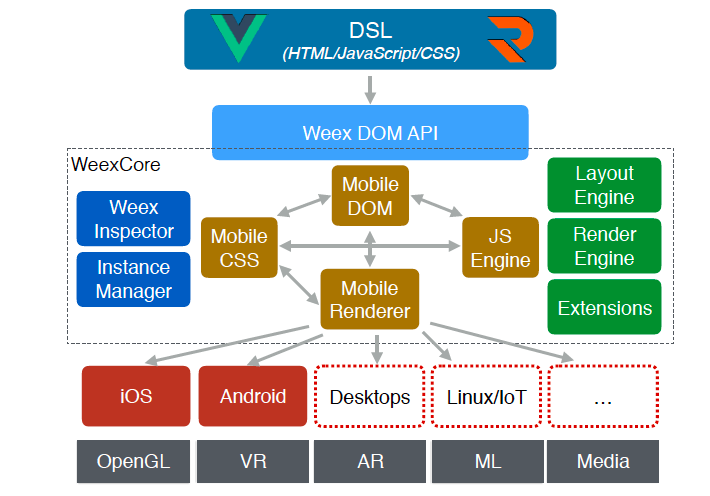 DSL
(HTML/JavaScript/CSS)
Weex DOM API
WeexCore
Weex
Inspector
Instance
Manager
Mobile
DOM
Mobile
CSS
JS
Engine
Mobile
Renderer
Layout
Engine
Render
Engine
Extensions
iOS
Android
Desktops
Linux/IoT
...
OpenGL
VR
AR
ML
Media